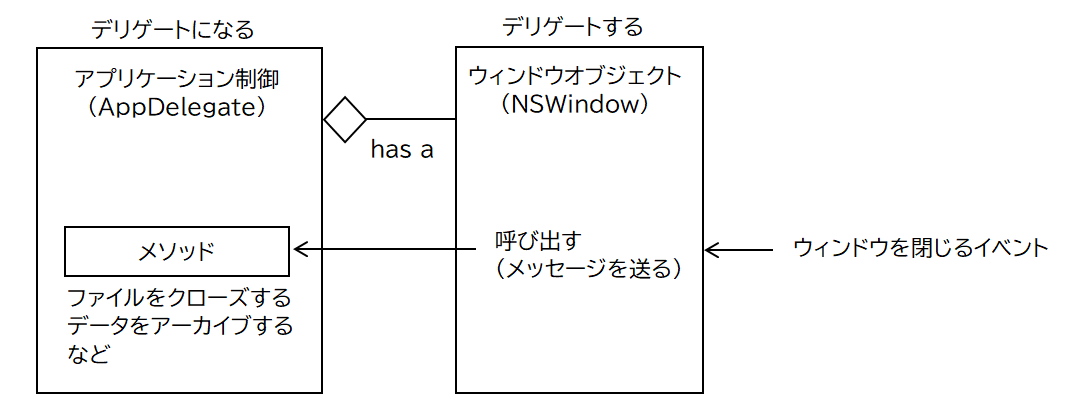 デリゲートになる
アプリケーション制御
（AppDelegate）
メソッド
ファイルをクローズする
データをアーカイブする
など
has a
デリゲートする
ウィンドウオブジェクト
（NSWindow）
呼び出す
（メッセージを送る）
ウィンドウを閉じるイベント